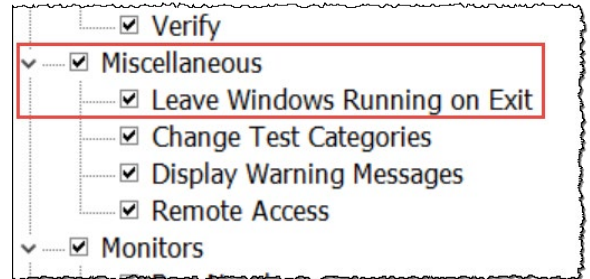 Verify
Miscellaneous
Leave Windows Running on Exit
Change Test Categories
Display Warning Messages
Remote Access
Monitors